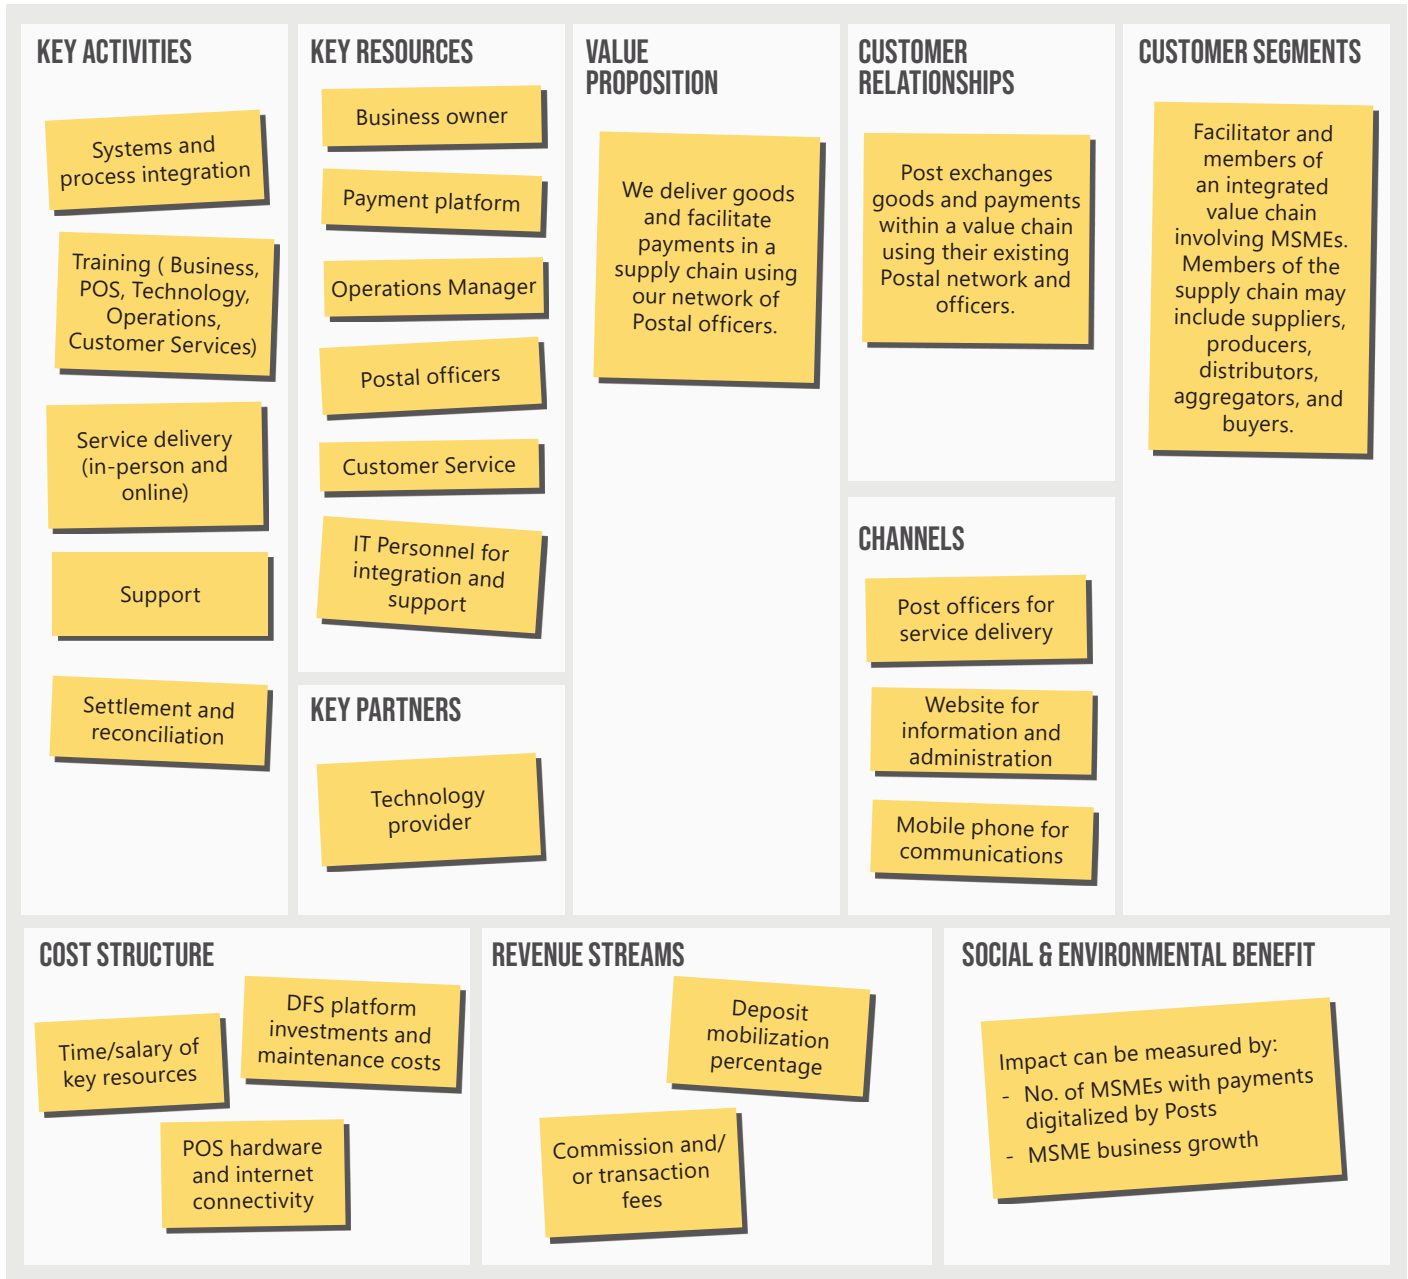 KEY ACTIVITIES
Systems and
process integration
Training ( Business,
POS, Technology,
Operations,
Customer Services)
Service delivery
(in-person and
online)
Support
Settlement and
reconciliation
KEY RESOURCES
Business owner
Payment platform
Operations Manager
Postal officers
Customer Service
IT Personnel for
integration and
support
KEY PARTNERS
Technology
provider
VALUE
PROPOSITION
We deliver goods
and facilitate
payments in a
supply chain using
our network of
Postal officers.
CUSTOMER
RELATIONSHIPS
Post exchanges
goods and payments
within a value chain
using their existing
Postal network and
officers.
CHANNELS
Post officers for
service delivery
Website for
information and
administration
Mobile phone for
communications
CUSTOMER SEGMENTS
Facilitator and
members of
an integrated
value chain
involving MSMEs.
Members of the
supply chain may
include suppliers,
producers,
distributors,
aggregators, and
buyers.
COST STRUCTURE
Time/salary of
key resources
DFS platform
investments and
maintenance costs
POS hardware
and internet
connectivity
REVENUE STREAMS
Deposit
mobilization
percentage
Commission and/
or transaction
fees
SOCIAL & ENVIRONMENTAL BENEFIT
Impact can be measured by:
- No. of MSMEs with payments
digitalized by Posts
- MSME business growth